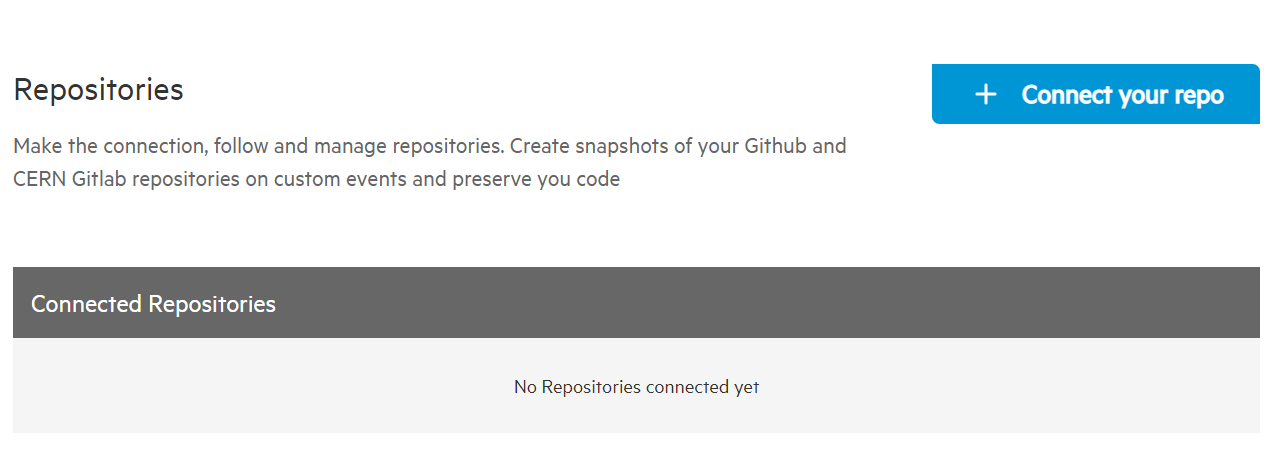 Repositories
+ Connect your repo
Make the connection, follow and manage repositories. Create snapshots of your Github and
CERN Gitlab repositories on custom events and preserve you code
Connected Repositories
No Repositories connected yet